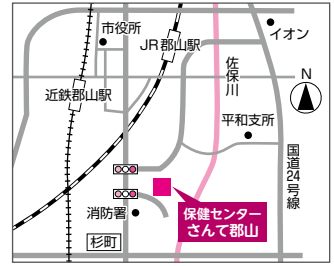 市役所
イオン
JR郡山駅
佐保川
N
近鉄郡山駅
平和支所
国道24号線
消防署
保健センター
さんて郡山
杉町